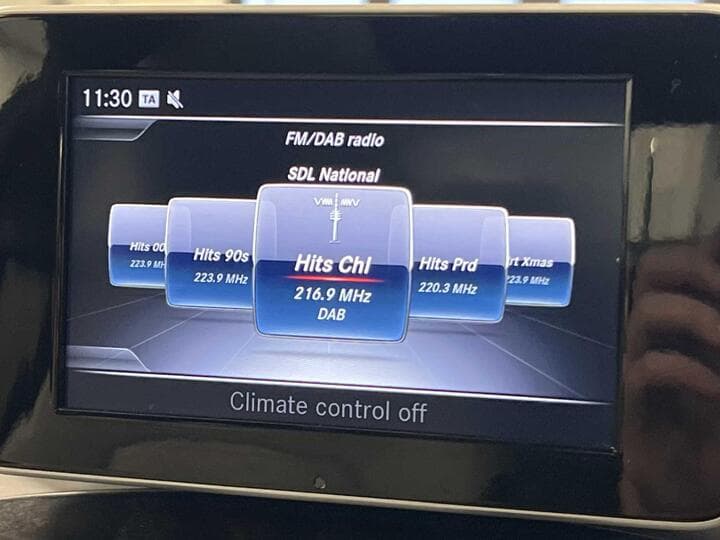 11:30 TA
FM/DAB radio
SDL National
Hits 00
223.9 MH
Hits 90s
223.9 MHz
Hits Chl
216.9 MHz
DAB
Hits Prd
220.3 MHz
rt Xmas
223.9 MHz
Climate control off